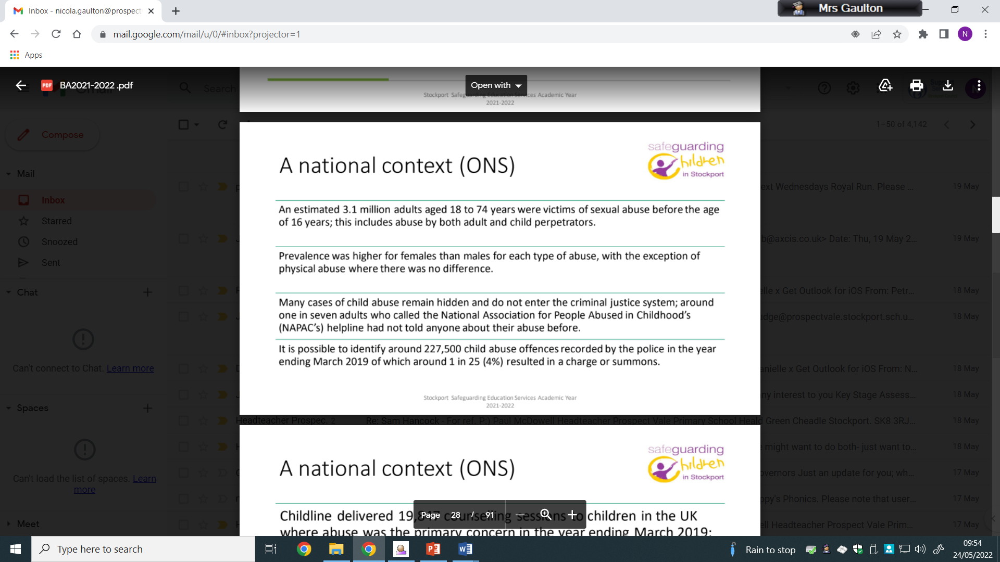 Inbox - nicola.gaulton@prospect
Mrs Gaulton
mail.google.com/mail/u/0/#inbox?projector=1
N
Apps
PDF
BA2021-2022 .pdf
Search
Open with
Stockport Safeguarding Education Services Academic Year
2021-2022
Compose
1–50 of 4,142
Mail
Inbox
Starred
Snoozed
Sent
Chat
Can't connect to Chat. Learn more
Spaces
Can't load the list of spaces. Learn
more
Meet
A national context (ONS)
safeguarding
children
in Stockport
An estimated 3.1 million adults aged 18 to 74 years were victims of sexual abuse before the age
of 16 years; this includes abuse by both adult and child perpetrators.
Prevalence was higher for females than males for each type of abuse, with the exception of
physical abuse where there was no difference.
Many cases of child abuse remain hidden and do not enter the criminal justice system; around
one in seven adults who called the National Association for People Abused in Childhood's
(NAPAC's) helpline had not told anyone about their abuse before.
It is possible to identify around 227,500 child abuse offences recorded by the police in the year
ending March 2019 of which around 1 in 25 (4%) resulted in a charge or summons.
Stockport Safeguarding Education Services Academic Year
2021-2022
ext Wednesdays Royal Run. Please ... 19 May
b@axcis.co.uk> Date: Thu, 19 May 2... 19 May
elle x Get Outlook for iOS From: Petr... 18 May
dge@prospectvale.stockport.sch.u... 18 May
anielle x Get Outlook for iOS From: N... 18 May
ny interest to you Key Stage Assess... 18 May
Headteacher Prospec. 2 Re: Sam Hancock - For ref. P:) Paul McDowell Headteacher Prospect Vale Primary School Heald Green Cheadle Stockport. SK8 3RJ... 18 May
might want to do both- just want to... 18 May
overnors Just an update for you; wh... 17 May
ppy's Phonics. Please note that user... 17 May
ell Headteacher Prospect Vale Prim... 17 May
A national context (ONS)
safeguarding
children
in Stockport
Childline delivered 19,847 counselling sessions to children in the UK
where abuse was the primary concern in the year ending March 2019:
Page 28 / 91
Type here to search
Rain to stop
09:54
24/05/2022